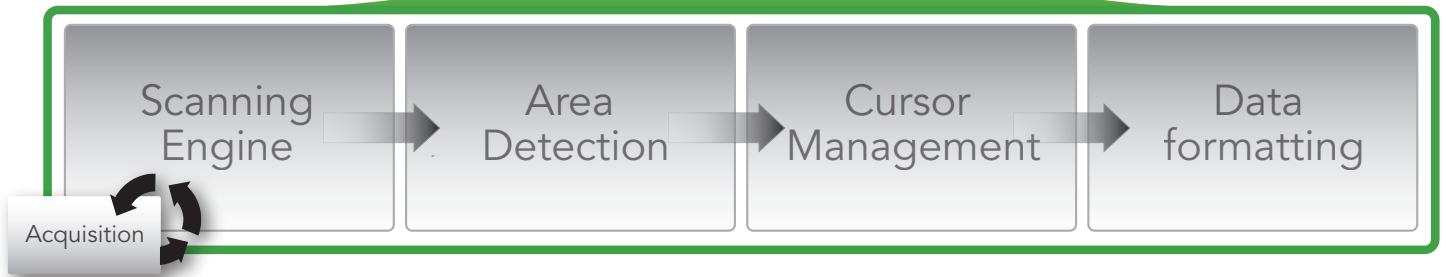 Scanning
Engine
Area
Detection
Cursor
Management
Data
formatting
Acquisition